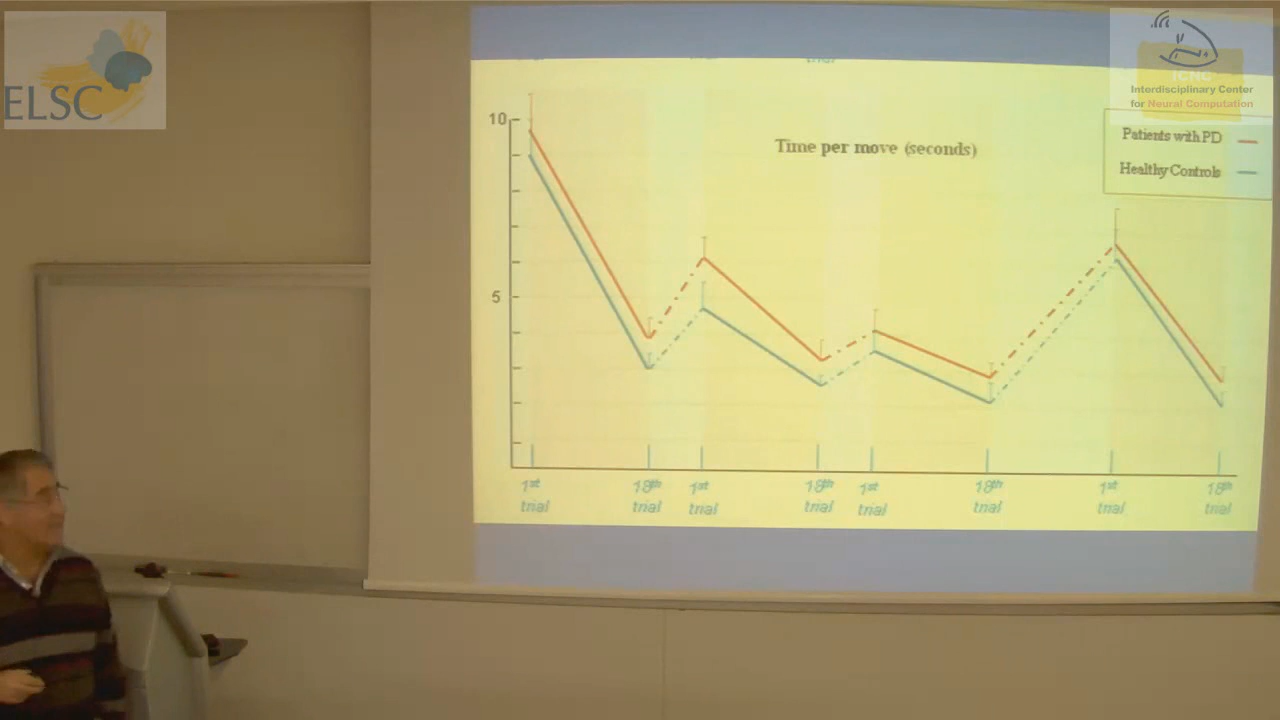 ELSC
ICNC
Interdisciplinary Center
for Neural Computation
Time per move (seconds)
Patients with PD
Healthy Controls
10
5
1st
trial
18th
trial
1st
trial
18th
trial
1st
trial
18th
trial
1st
trial
18th
trial